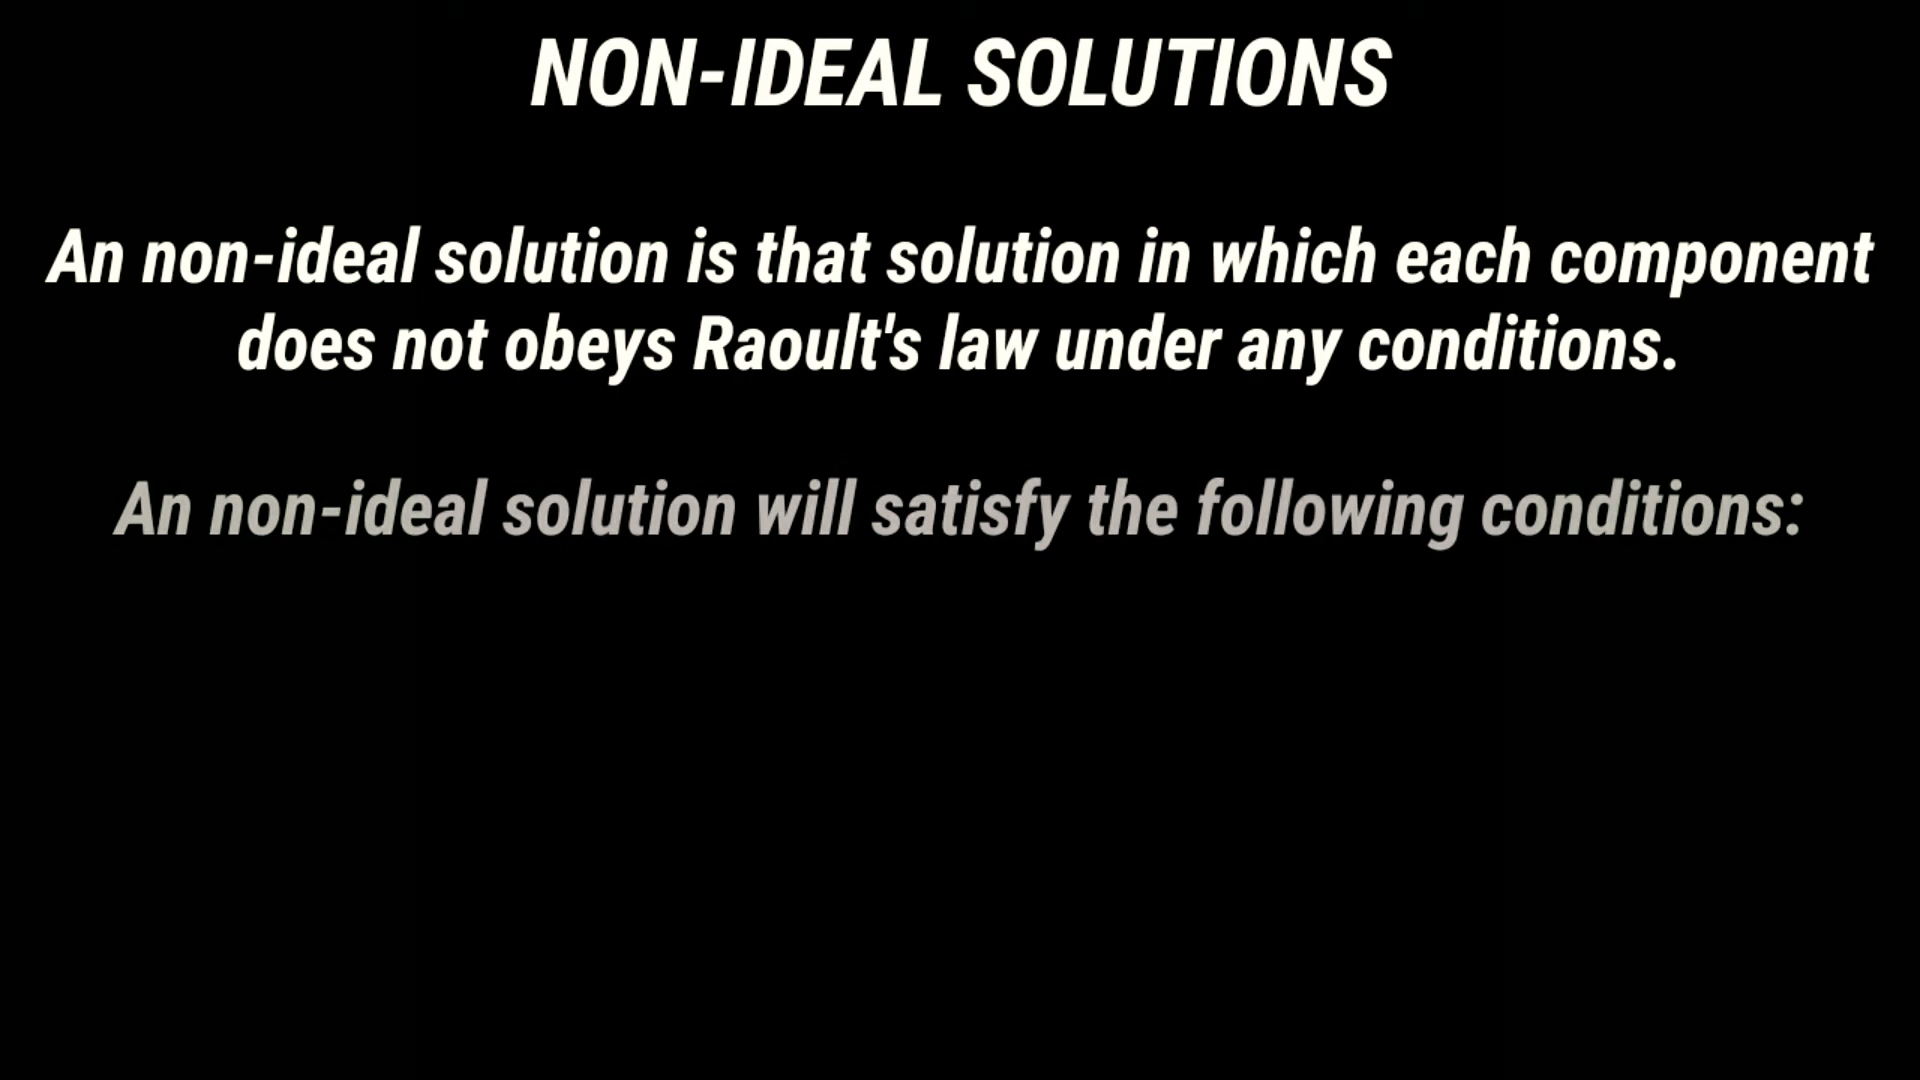 NON-IDEAL SOLUTIONS
An non-ideal solution is that solution in which each component
does not obeys Raoult's law under any conditions.
An non-ideal solution will satisfy the following conditions: